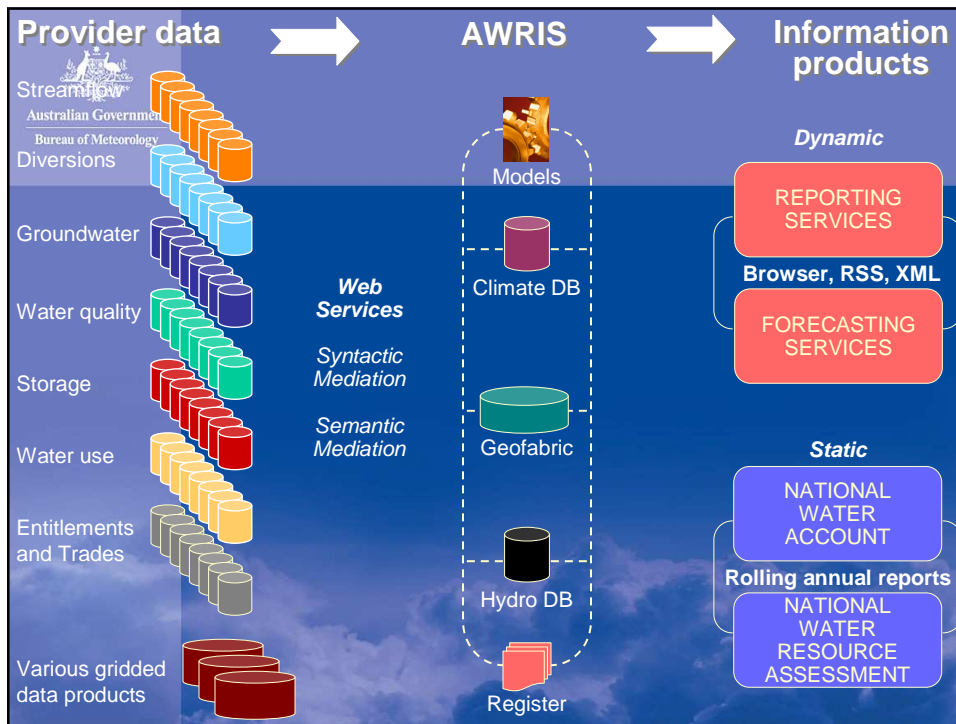 Provider data
AWRIS
Information
products
Streamflow
Australian Government
Bureau of Meteorology
Diversions
Groundwater
Water quality
Storage
Water use
Entitlements
and Trades
Various gridded
data products
Web
Services
Syntactic
Mediation
Semantic
Mediation
Models
Climate DB
Geofabric
Hydro DB
Register
Dynamic
REPORTING
SERVICES
Browser, RSS, XML
FORECASTING
SERVICES
Static
NATIONAL
WATER
ACCOUNT
Rolling annual reports
NATIONAL
WATER
RESOURCE
ASSESSMENT